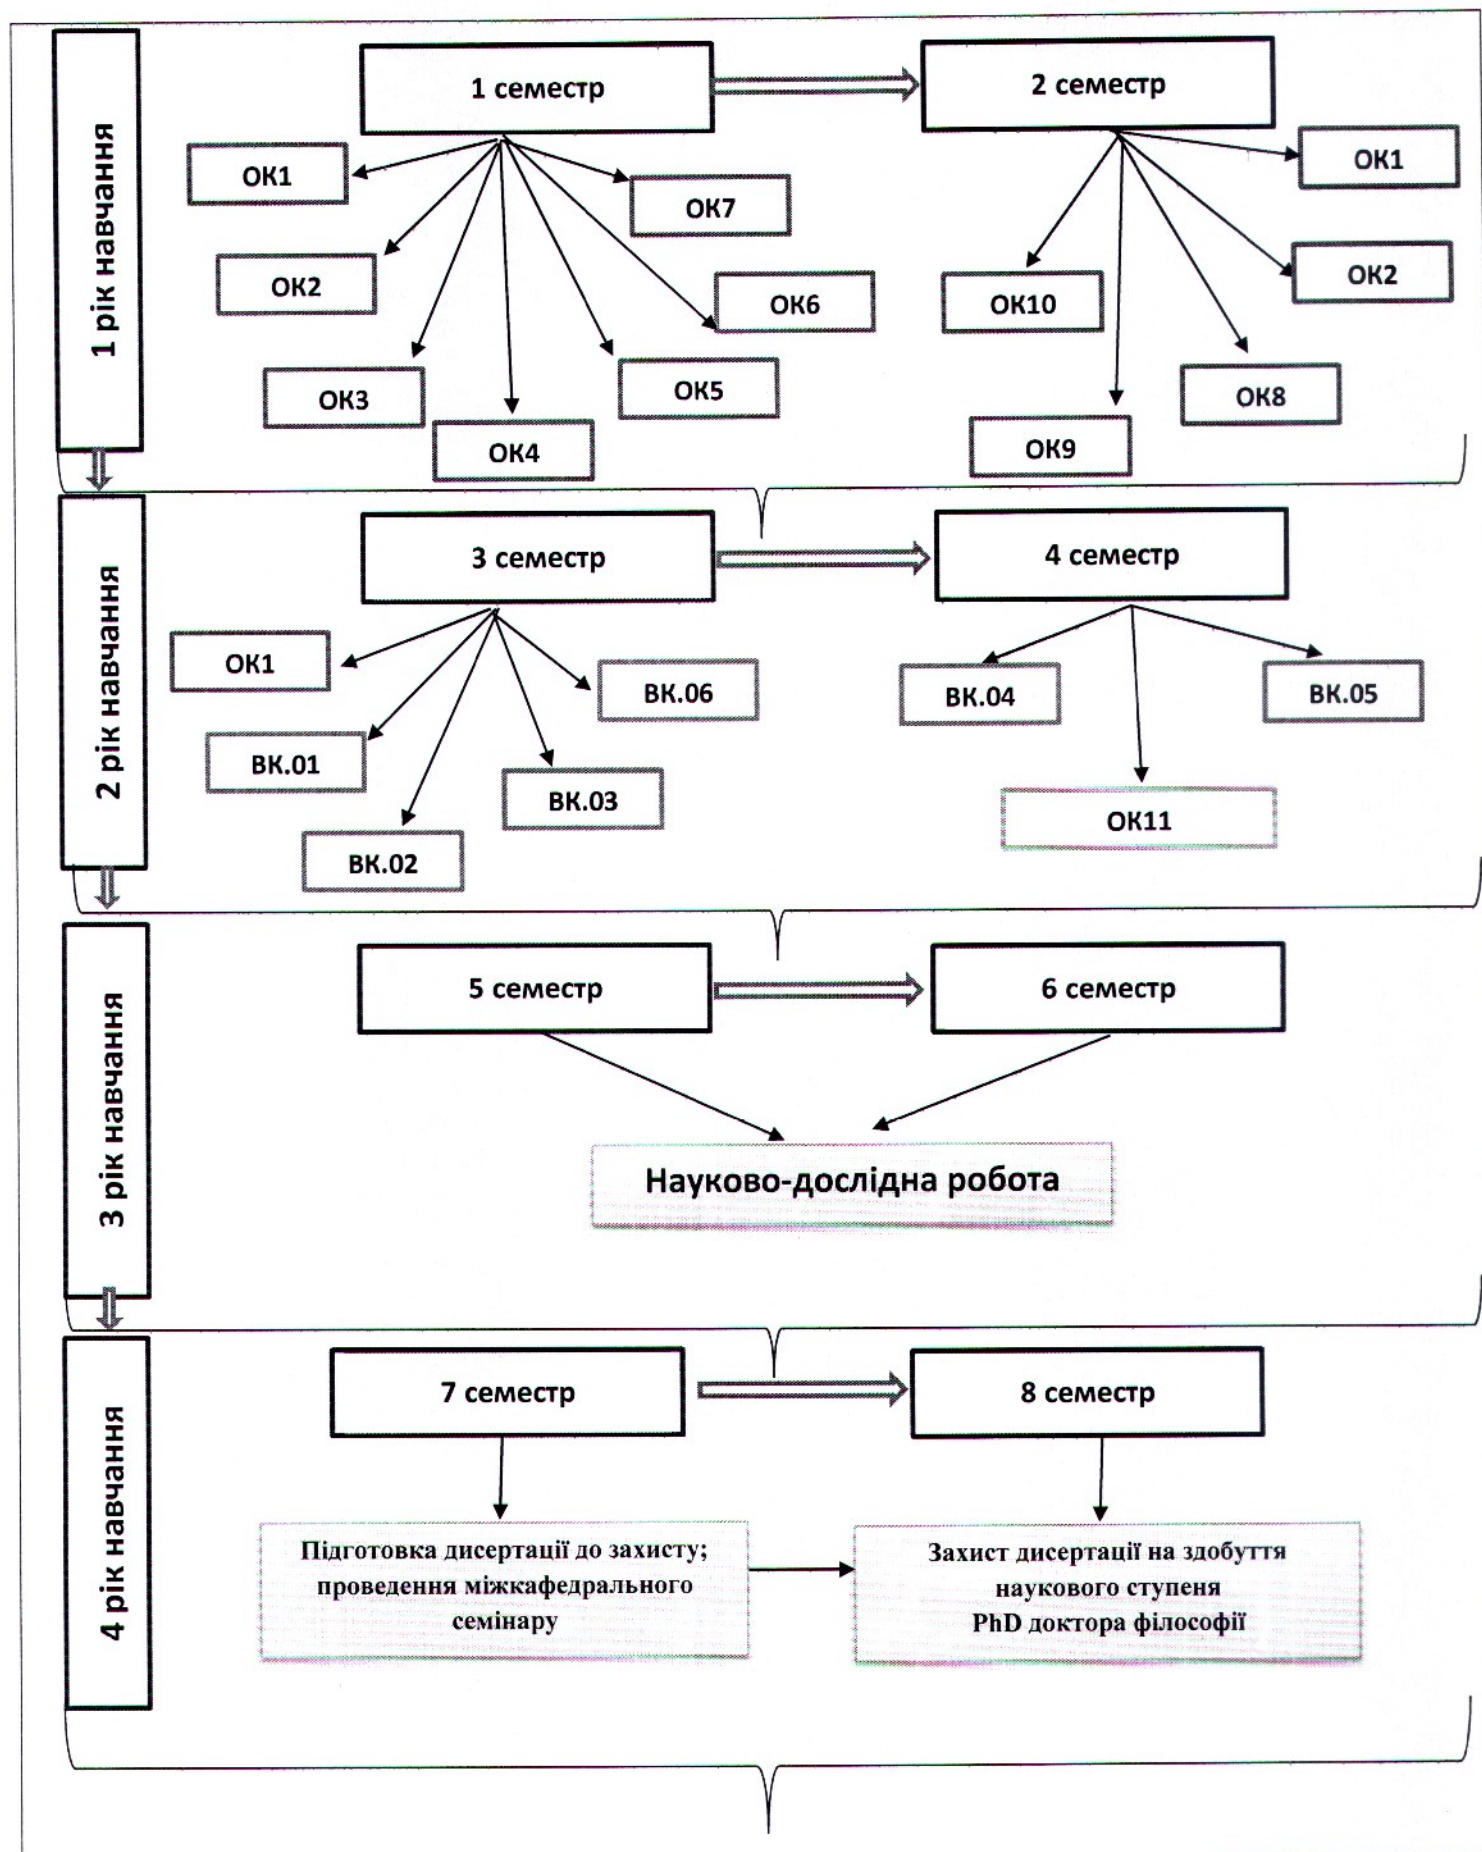 1 рік навчання
1 семестр
2 семестр
ОК1
ОК2
ОК3
ОК4
ОК5
ОК6
ОК7
ОК10
ОК9
ОК8
ОК2
ОК1
2 рік навчання
3 семестр
4 семестр
ОК1
ВК.01
ВК.02
ВК.03
ВК.06
ВК.04
ОК11
ВК.05
3 рік навчання
5 семестр
6 семестр
Науково-дослідна робота
4 рік навчання
7 семестр
8 семестр
Підготовка дисертації до захисту;
проведення міжкафедрального
семінару
Захист дисертації на здобуття
наукового ступеня
PhD доктора філософії